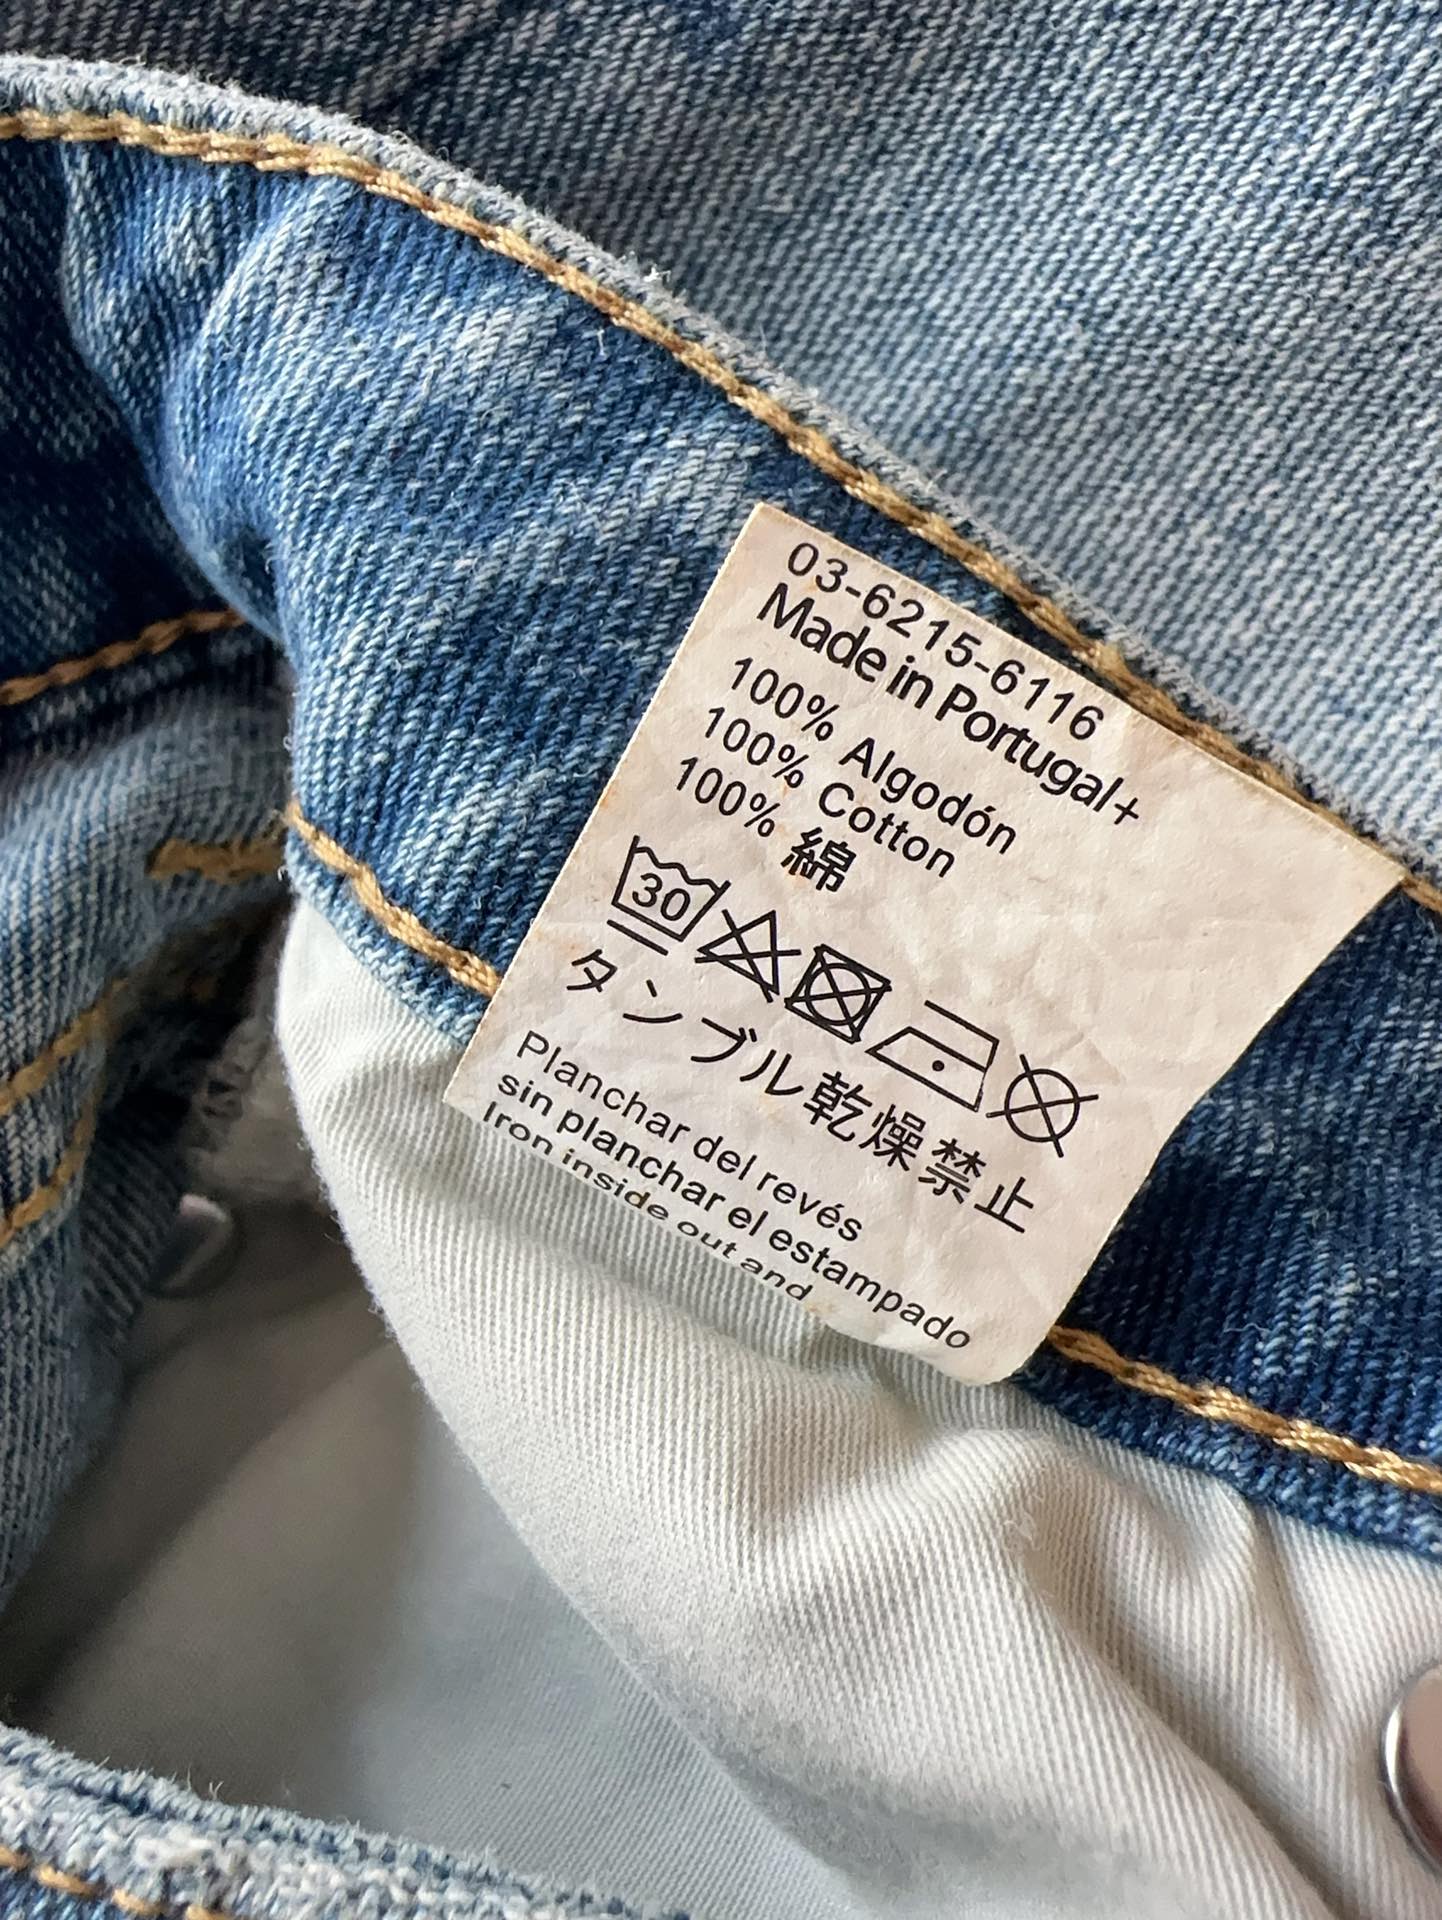 03-6215-6116
Made in Portugal+
100% Algodón
100% Cotton
100% 綿
30
タンブル乾燥禁止
Planchar del revés
sin planchar el estampado
Iron inside out and